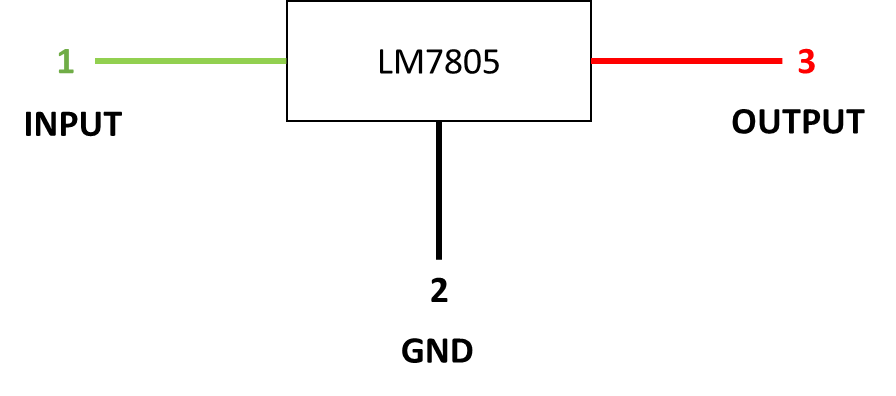 1
LM7805
3
INPUT
OUTPUT
2
GND